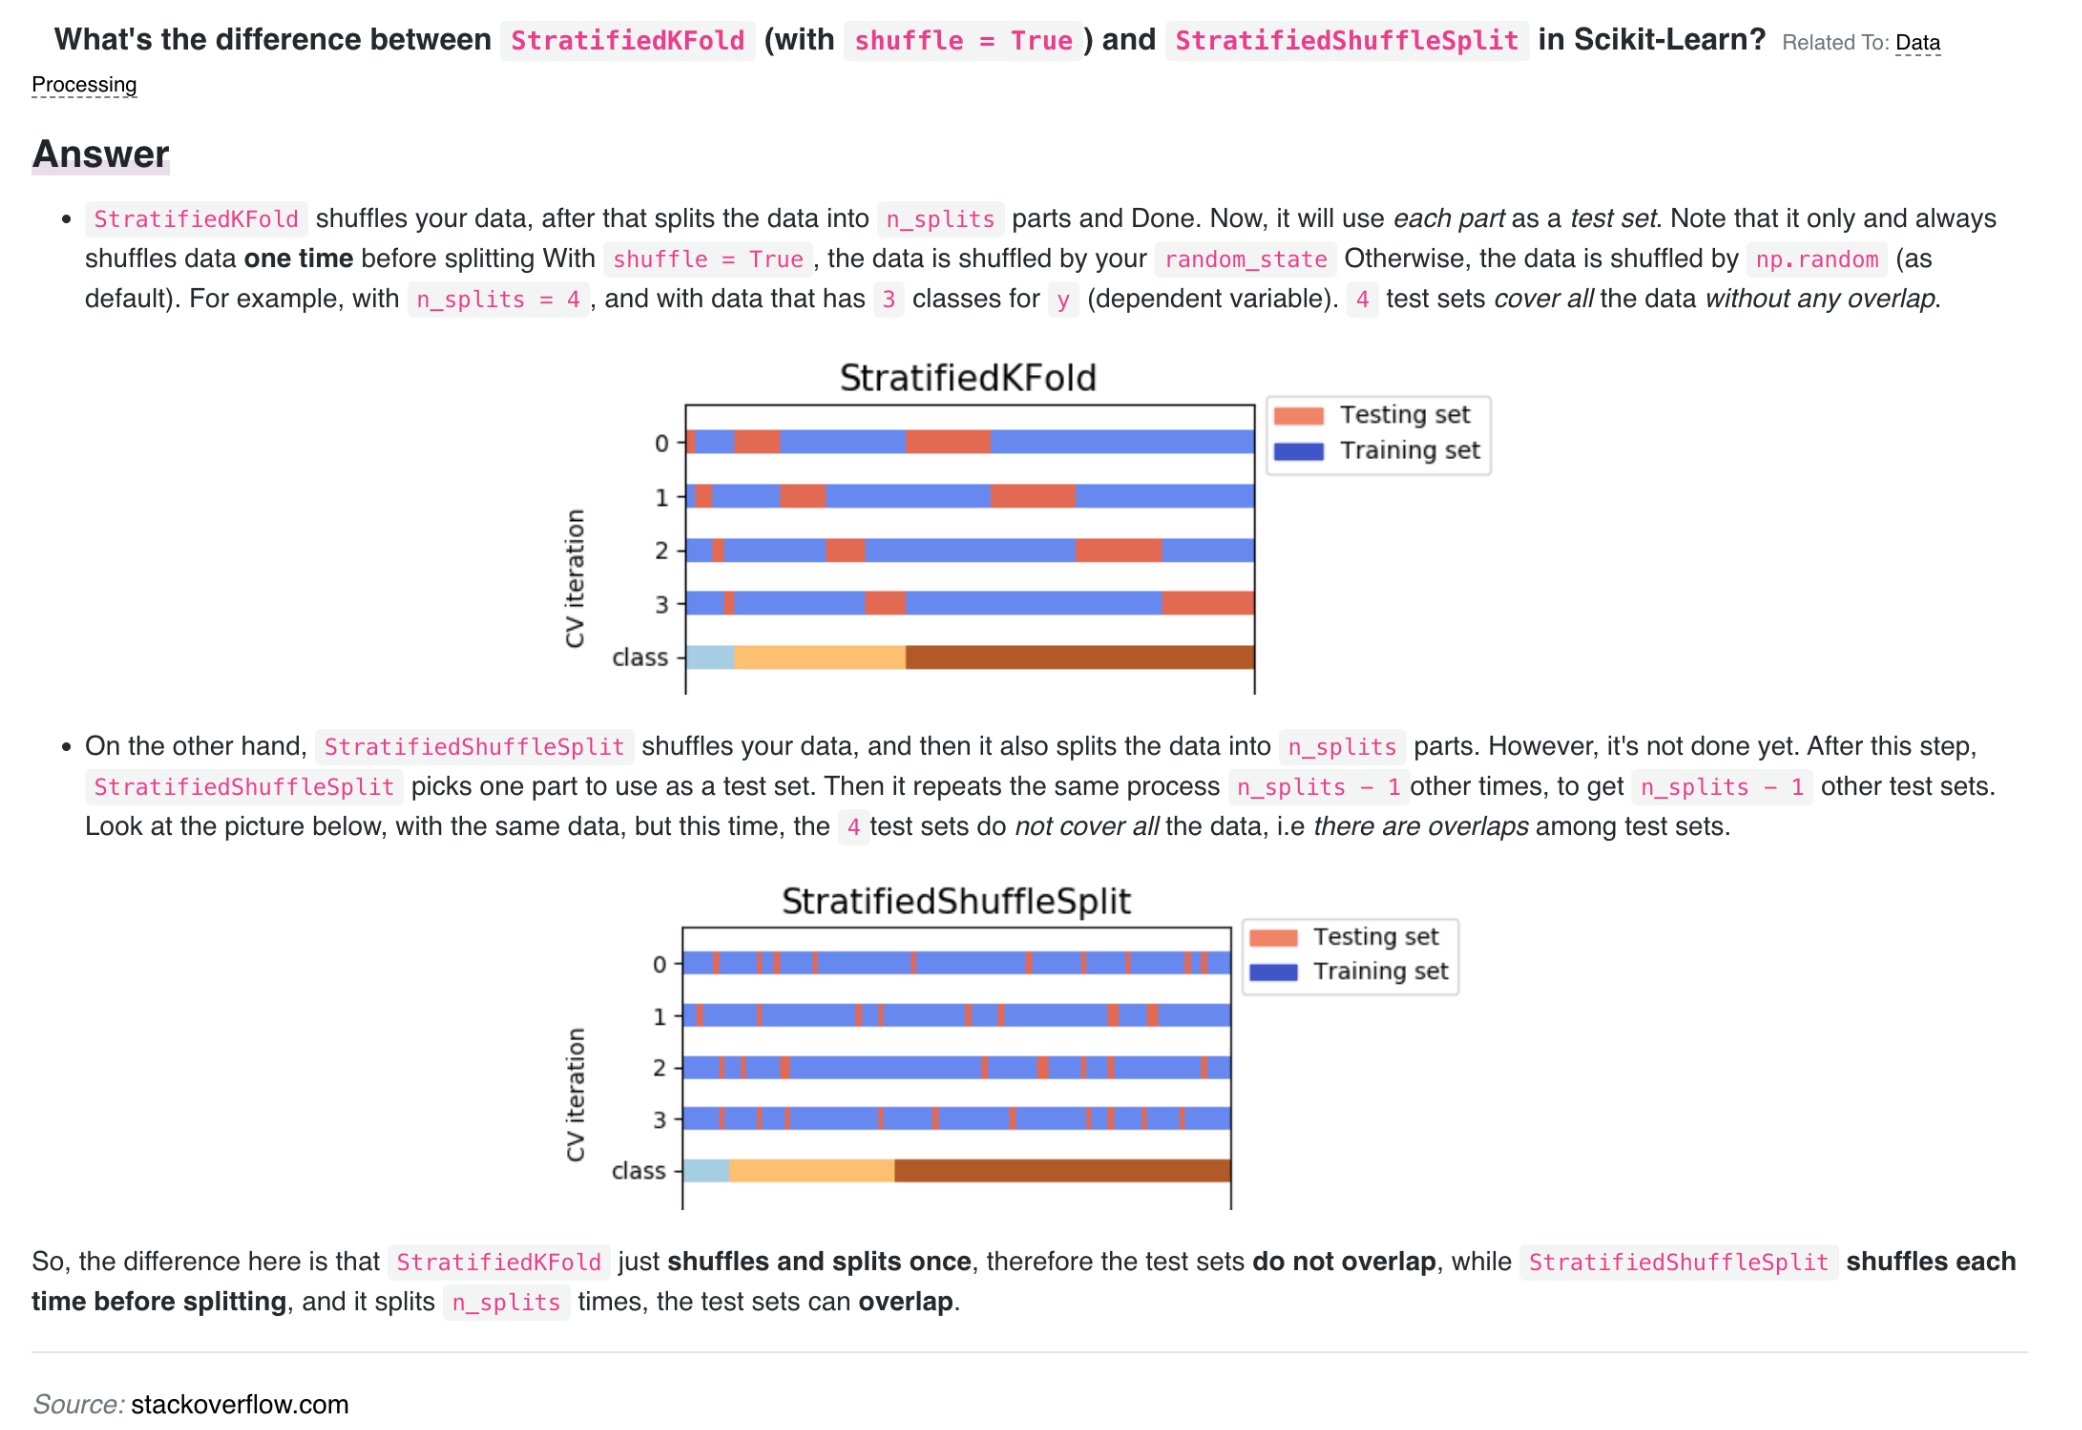 What's the difference between StratifiedKFold (with shuffle = True) and StratifiedShuffleSplit in Scikit-Learn? Related To: Data
Processing
Answer
• StratifiedKFold shuffles your data, after that splits the data into n_splits parts and Done. Now, it will use each part as a test set. Note that it only and always
shuffles data one time before splitting With shuffle = True, the data is shuffled by your random_state Otherwise, the data is shuffled by np.random (as
default). For example, with n_splits = 4, and with data that has 3 classes for y (dependent variable). 4 test sets cover all the data without any overlap.
StratifiedKFold
Testing set
Training set
0
1
2
3
class
CV iteration
• On the other hand, StratifiedShuffleSplit shuffles your data, and then it also splits the data into n_splits parts. However, it's not done yet. After this step,
StratifiedShuffleSplit picks one part to use as a test set. Then it repeats the same process n_splits − 1 other times, to get n_splits − 1 other test sets.
Look at the picture below, with the same data, but this time, the 4 test sets do not cover all the data, i.e there are overlaps among test sets.
StratifiedShuffleSplit
Testing set
Training set
0
1
2
3
class
CV iteration
So, the difference here is that StratifiedKFold just shuffles and splits once, therefore the test sets do not overlap, while StratifiedShuffleSplit shuffles each
time before splitting, and it splits n_splits times, the test sets can overlap.
Source: stackoverflow.com